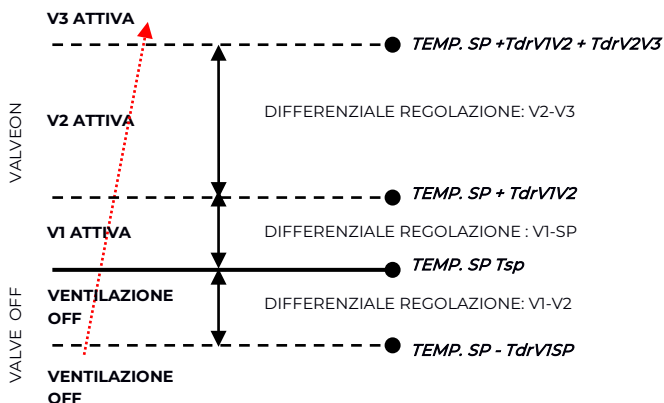 V3 ATTIVA
TEMP. SP +TdrV1V2 + TdrV2V3
V2 ATTIVA
DIFFERENZIALE REGOLAZIONE: V2-V3
VALVEON
TEMP. SP + TdrV1V2
V1 ATTIVA
DIFFERENZIALE REGOLAZIONE : V1-SP
TEMP. SP Tsp
VENTILAZIONE
OFF
DIFFERENZIALE REGOLAZIONE: V1-V2
VALVE OFF
TEMP. SP - TdrV1SP
VENTILAZIONE
OFF